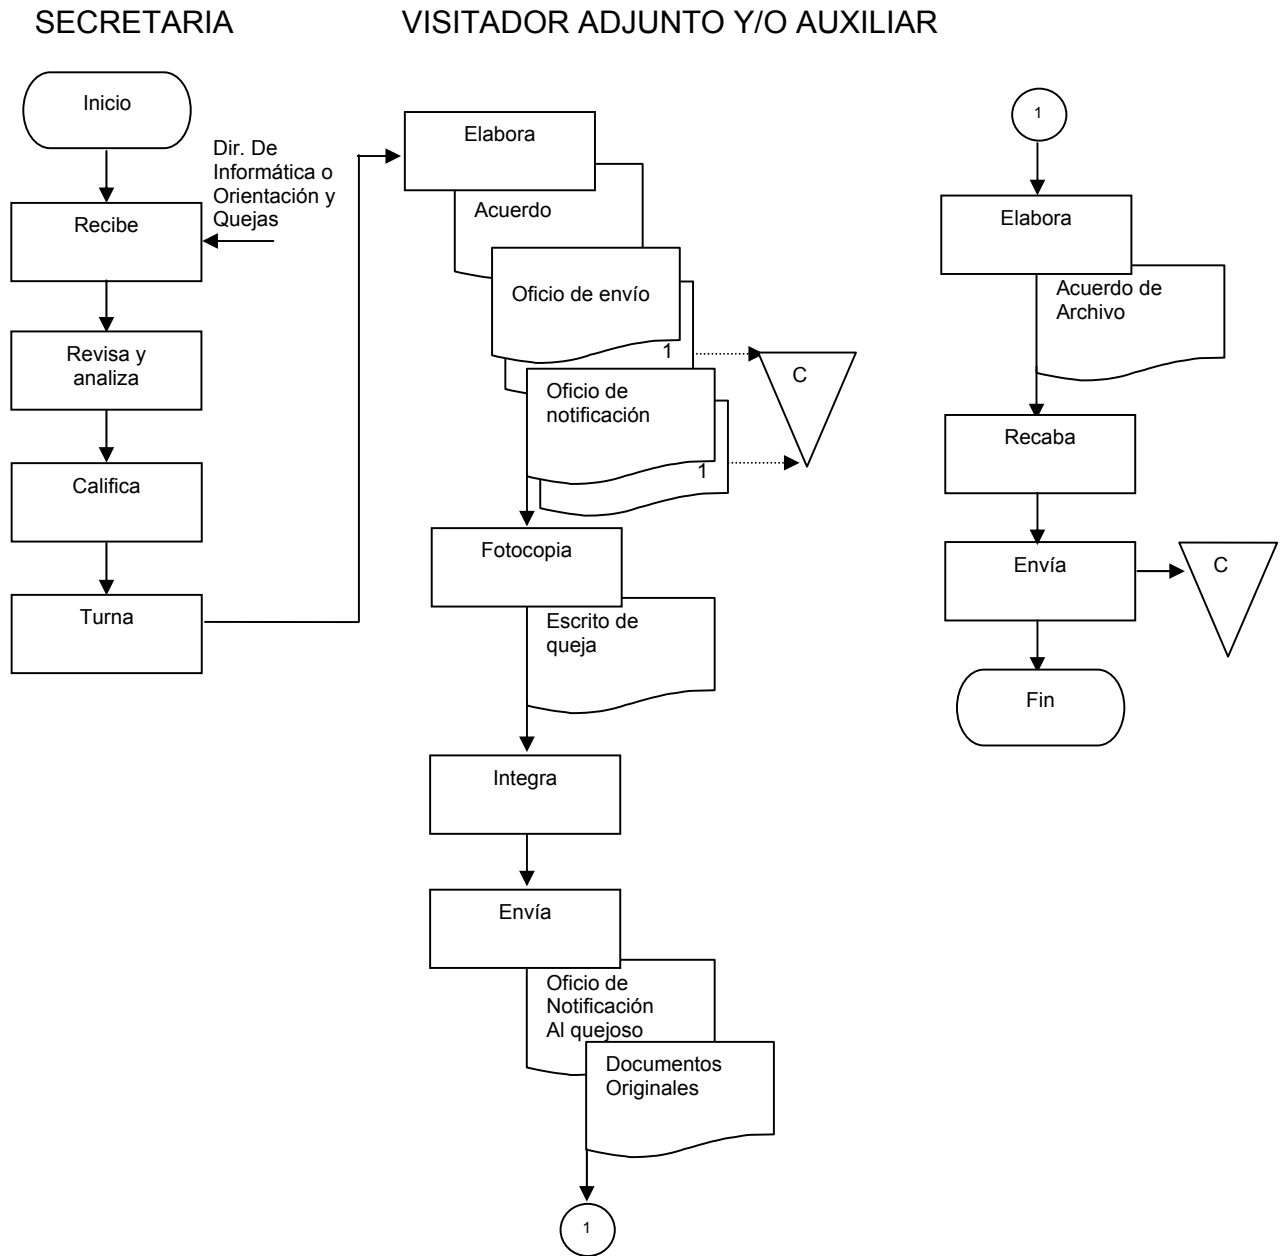 SECRETARIA
VISITADOR ADJUNTO Y/O AUXILIAR
Inicio
Dir. De
Informática o
Orientación y
Quejas
Recibe
Revisa y
analiza
Califica
Turna
Elabora
Acuerdo
Oficio de envío
1
Oficio de
notificación
1
C
Fotocopia
Escrito de
queja
Integra
Envía
Oficio de
Notificación
Al quejoso
Documentos
Originales
1
1
Elabora
Acuerdo de
Archivo
Recaba
Envía
C
Fin